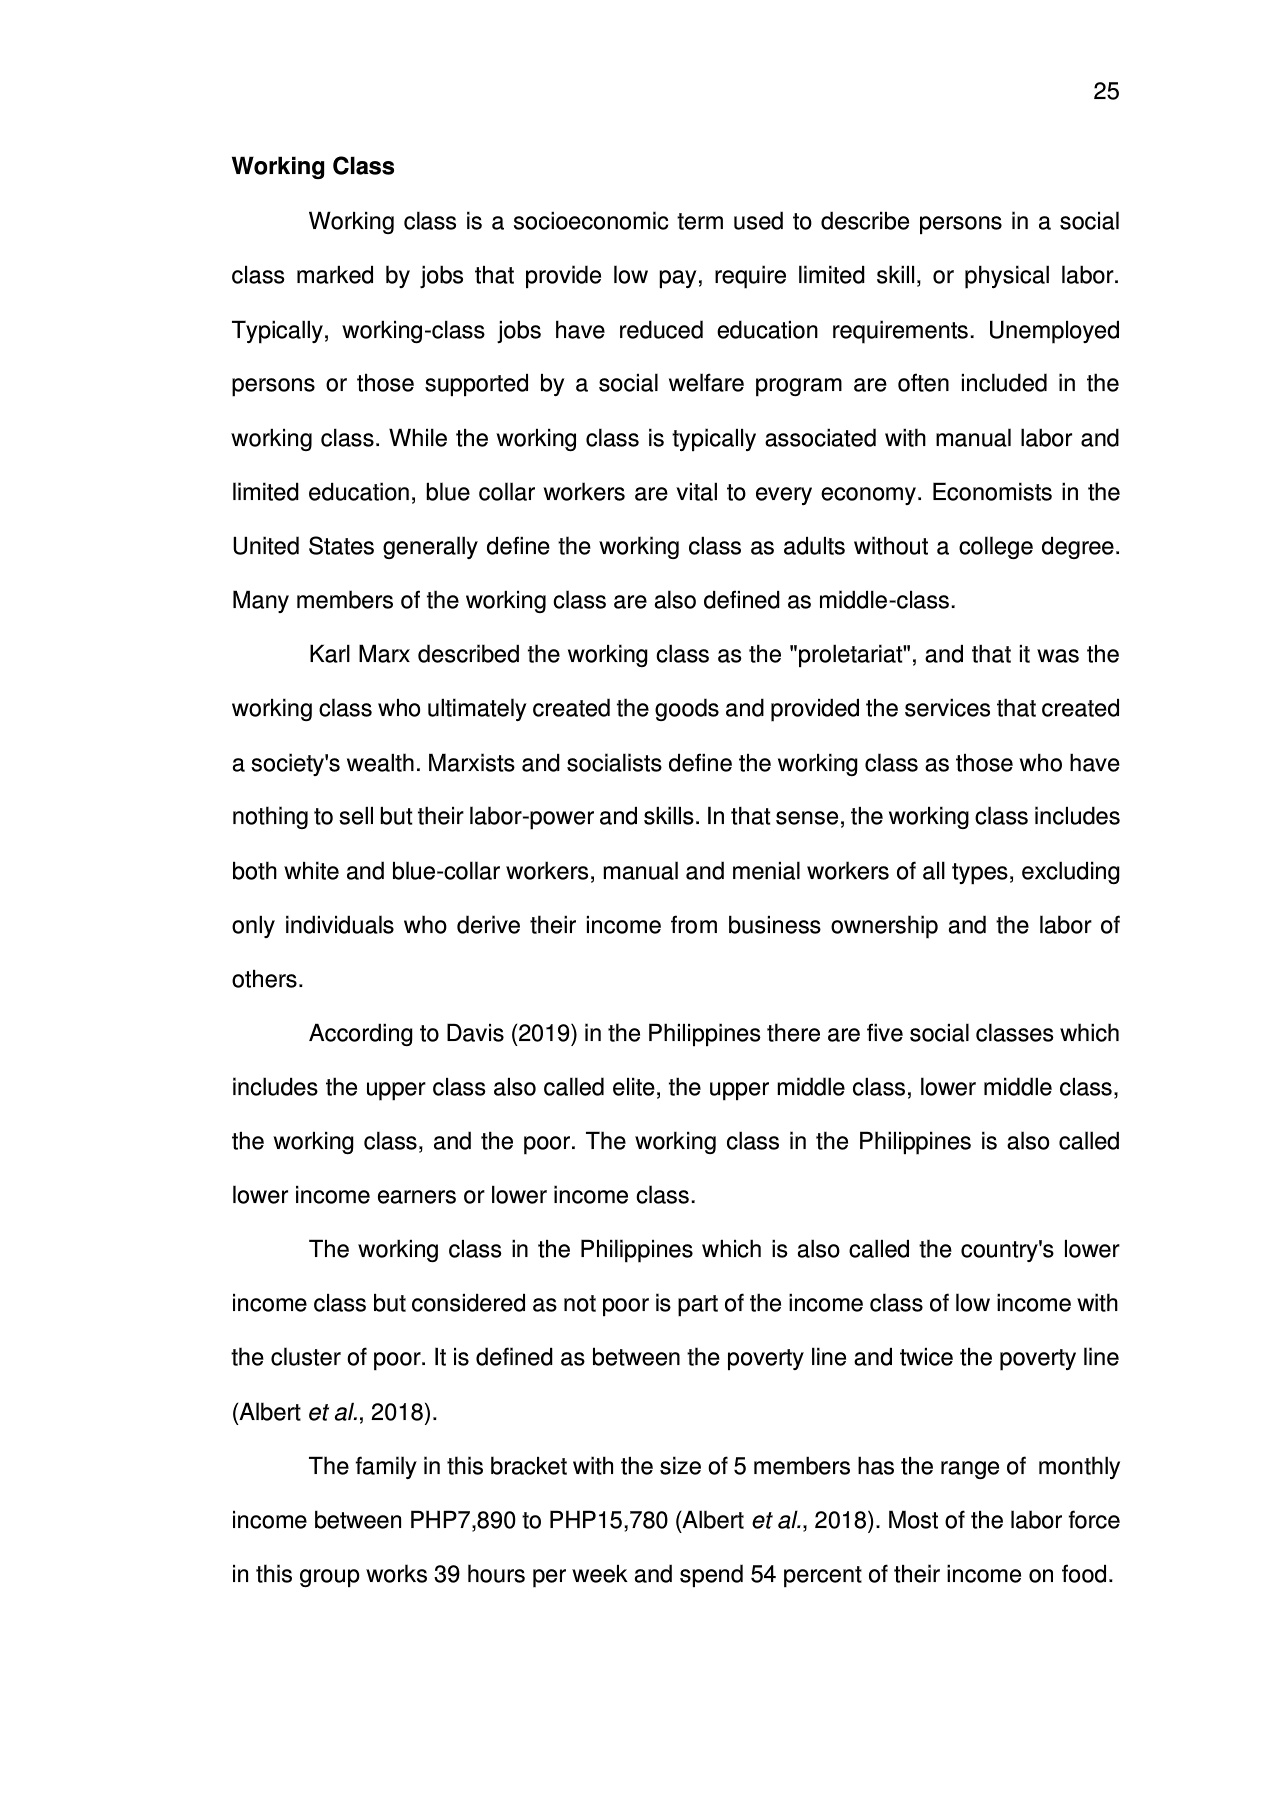 25
Working Class
Working class is a socioeconomic term used to describe persons in a social
class marked by jobs that provide low pay, require limited skill, or physical labor.
Typically, working-class jobs have reduced education requirements. Unemployed
persons or those supported by a social welfare program are often included in the
working class. While the working class is typically associated with manual labor and
limited education, blue collar workers are vital to every economy. Economists in the
United States generally define the working class as adults without a college degree.
Many members of the working class are also defined as middle-class.
Karl Marx described the working class as the "proletariat", and that it was the
working class who ultimately created the goods and provided the services that created
a society's wealth. Marxists and socialists define the working class as those who have
nothing to sell but their labor-power and skills. In that sense, the working class includes
both white and blue-collar workers, manual and menial workers of all types, excluding
only individuals who derive their income from business ownership and the labor of
others.
According to Davis (2019) in the Philippines there are five social classes which
includes the upper class also called elite, the upper middle class, lower middle class,
the working class, and the poor. The working class in the Philippines is also called
lower income earners or lower income class.
The working class in the Philippines which is also called the country's lower
income class but considered as not poor is part of the income class of low income with
the cluster of poor. It is defined as between the poverty line and twice the poverty line
(Albert et al., 2018).
The family in this bracket with the size of 5 members has the range of monthly
income between PHP7,890 to PHP15,780 (Albert et al., 2018). Most of the labor force
in this group works 39 hours per week and spend 54 percent of their income on food.